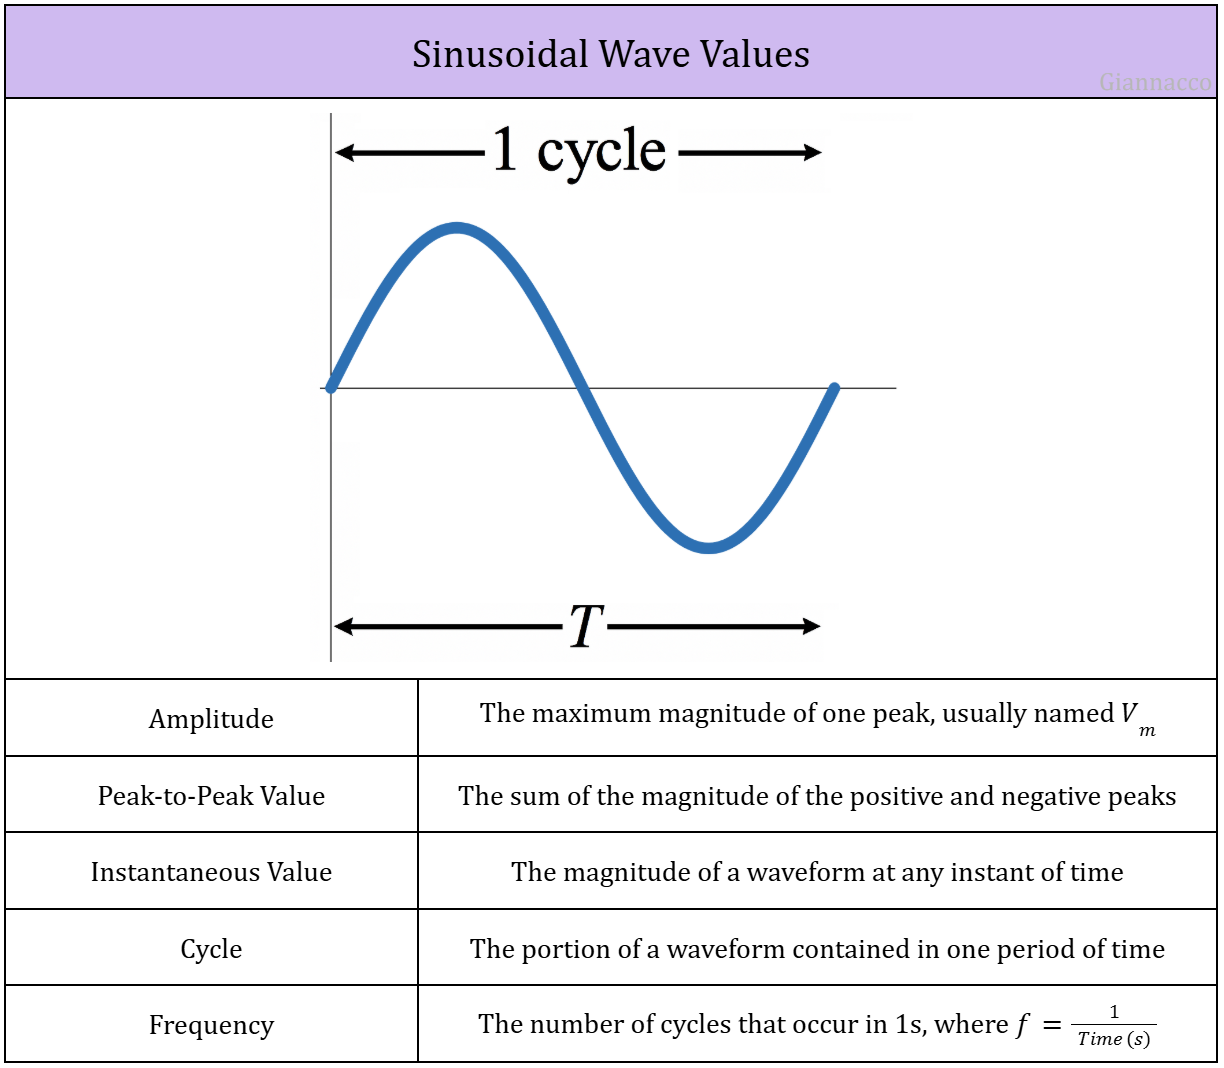 Sinusoidal Wave Values
Giannacco
1 cycle
T
Amplitude
The maximum magnitude of one peak, usually named V_m
Peak-to-Peak Value
The sum of the magnitude of the positive and negative peaks
Instantaneous Value
The magnitude of a waveform at any instant of time
Cycle
The portion of a waveform contained in one period of time
Frequency
The number of cycles that occur in 1s, where f = 1/Time (s)